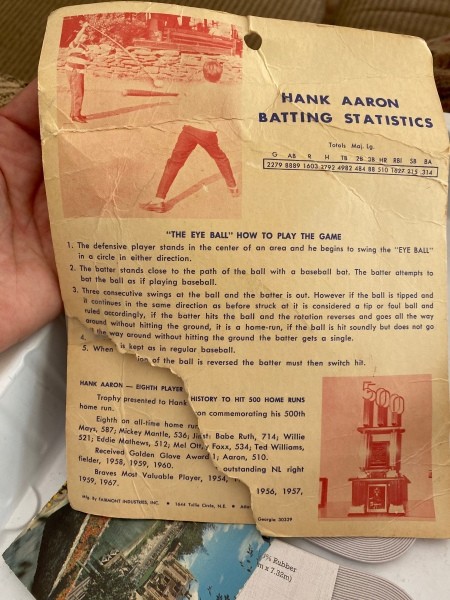 HANK AARON
BATTING STATISTICS
Totals Maj. Lg.
G AB R H TB 2B 3B HR RBI SB BA
2279 8889 1603 2792 4982 484 88 510 1627 215 .314
"THE EYE BALL" HOW TO PLAY THE GAME
1. The defensive player stands in the center of an area and he begins to swing the "EYE BALL"
in a circle in either direction.
2. The batter stands close to the path of the ball with a baseball bat. The batter attempts to
bat the ball as if playing baseball.
3. Three consecutive swings at the ball and the batter is out. However if the ball is tipped and
it continues in the same direction as before struck at it is considered a tip or foul ball and
ruled accordingly, if the batter hits the ball and the rotation reverses and goes all the way
around without hitting the ground, it is a home-run, if the ball is hit soundly but does not go
the way around without hitting the ground the batter gets a single.
4. is kept as in regular baseball.
5. When of the ball is reversed the batter must then switch hit.
HANK AARON — EIGHTH PLAYER HISTORY TO HIT 500 HOME RUNS
Trophy presented to Hank on commemorating his 500th
home run.
Eighth on all-time home run Babe Ruth, 714; Willie
Mays, 587; Mickey Mantle, 536; Foxx, 534; Ted Williams,
521; Eddie Mathews, 512; Mel Aaron, 510.
Received Golden Glove outstanding NL right
fielder, 1958, 1959, 1960.
Braves Most Valuable Player, 1954, 1956, 1957,
1959, 1967.
500
Mfg. by FAIRMONT INDUSTRIES, INC. • 1644 Tullie Circle, N.E. • Georgia 30329
% Rubber
m x 7.32m)